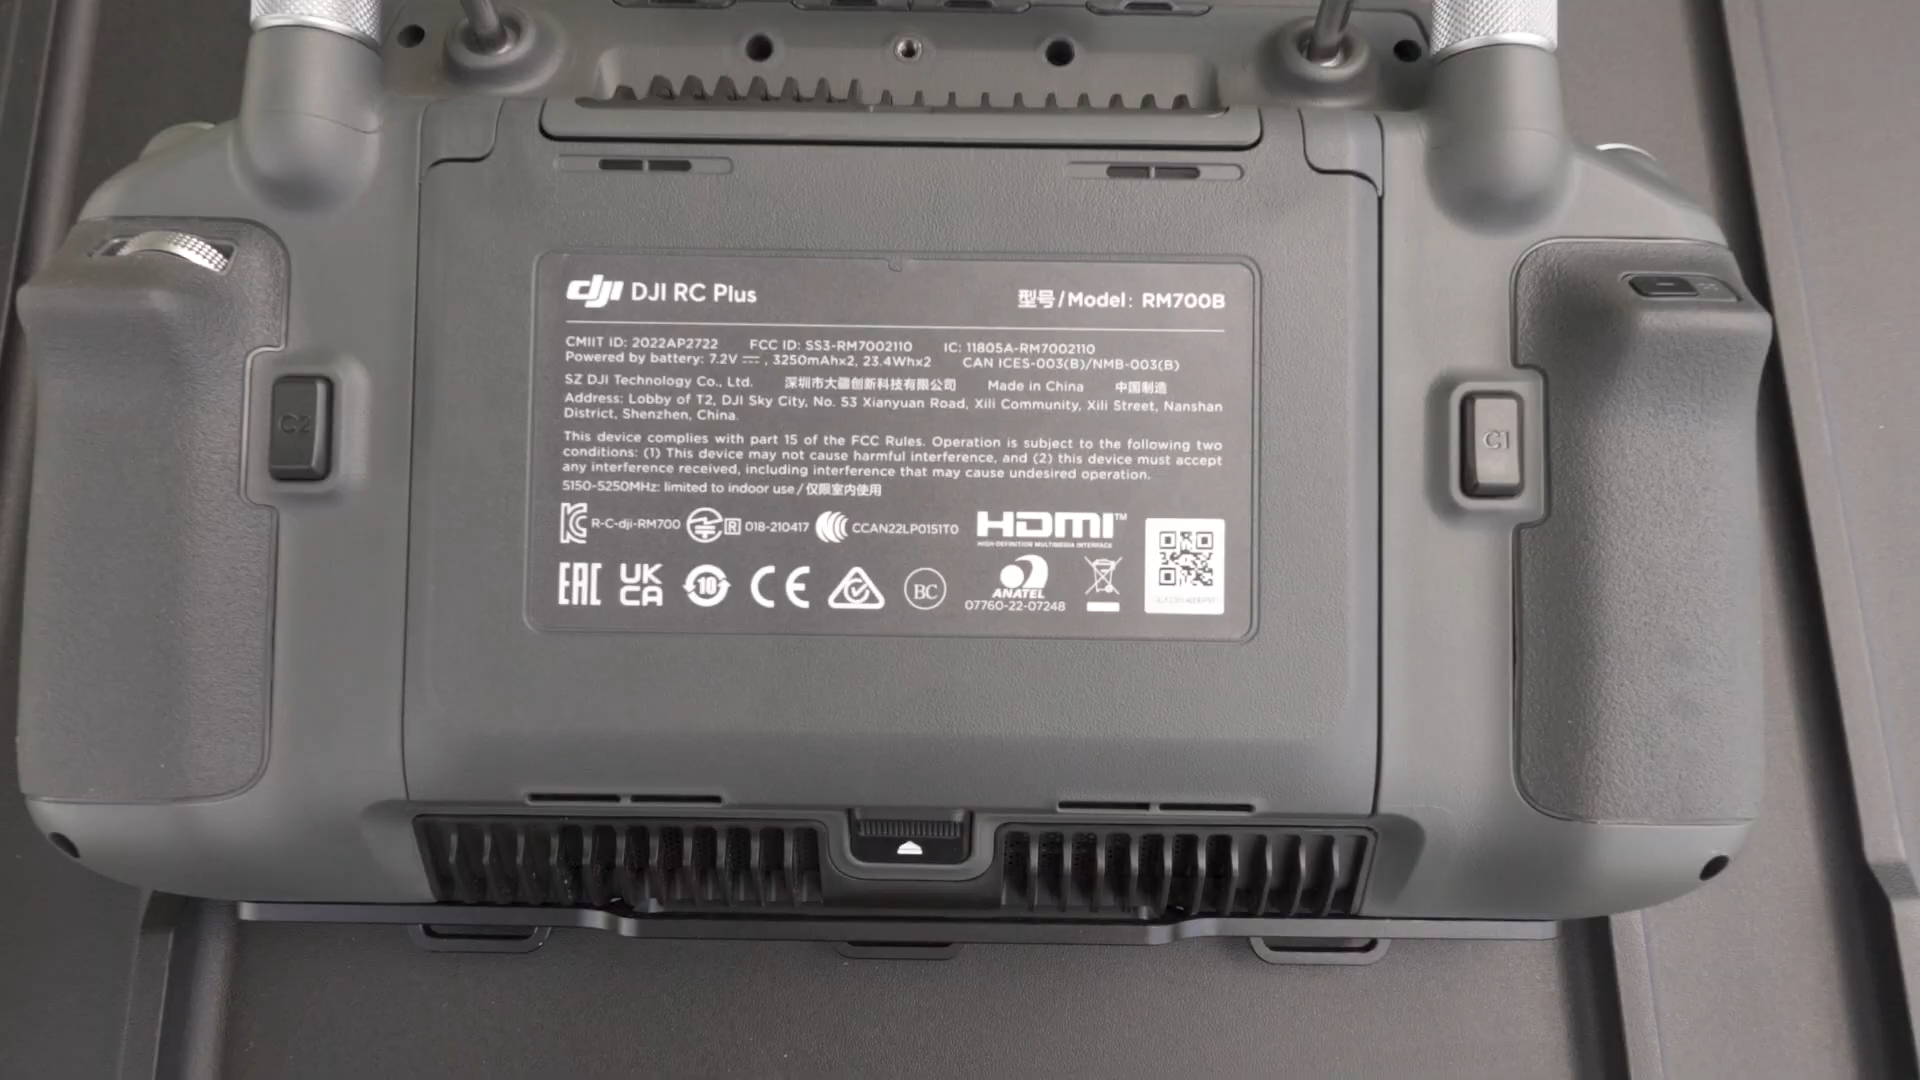 dji DJI RC Plus 型号/Model: RM700B
CMIIT ID: 2022AP2722 FCC ID: SS3-RM7002110 IC: 11805A-RM7002110
Powered by battery: 7.2V ⎓, 3250mAhx2, 23.4Whx2 CAN ICES-003(B)/NMB-003(B)
SZ DJI Technology Co., Ltd. 深圳市大疆创新科技有限公司 Made in China 中国制造
Address: Lobby of T2, DJI Sky City, No. 53 Xianyuan Road, Xili Community, Xili Street, Nanshan
District, Shenzhen, China.
This device complies with part 15 of the FCC Rules. Operation is subject to the following two
conditions: (1) This device may not cause harmful interference, and (2) this device must accept
any interference received, including interference that may cause undesired operation.
5150-5250MHz: limited to indoor use / 仅限室内使用
R-C-dji-RM700 R 018-210417 CCAN22LP0151T0 HDMI™
HIGH-DEFINITION MULTIMEDIA INTERFACE
EAC UK CA 10 CE BC ANATEL
07760-22-07248
C2
C1